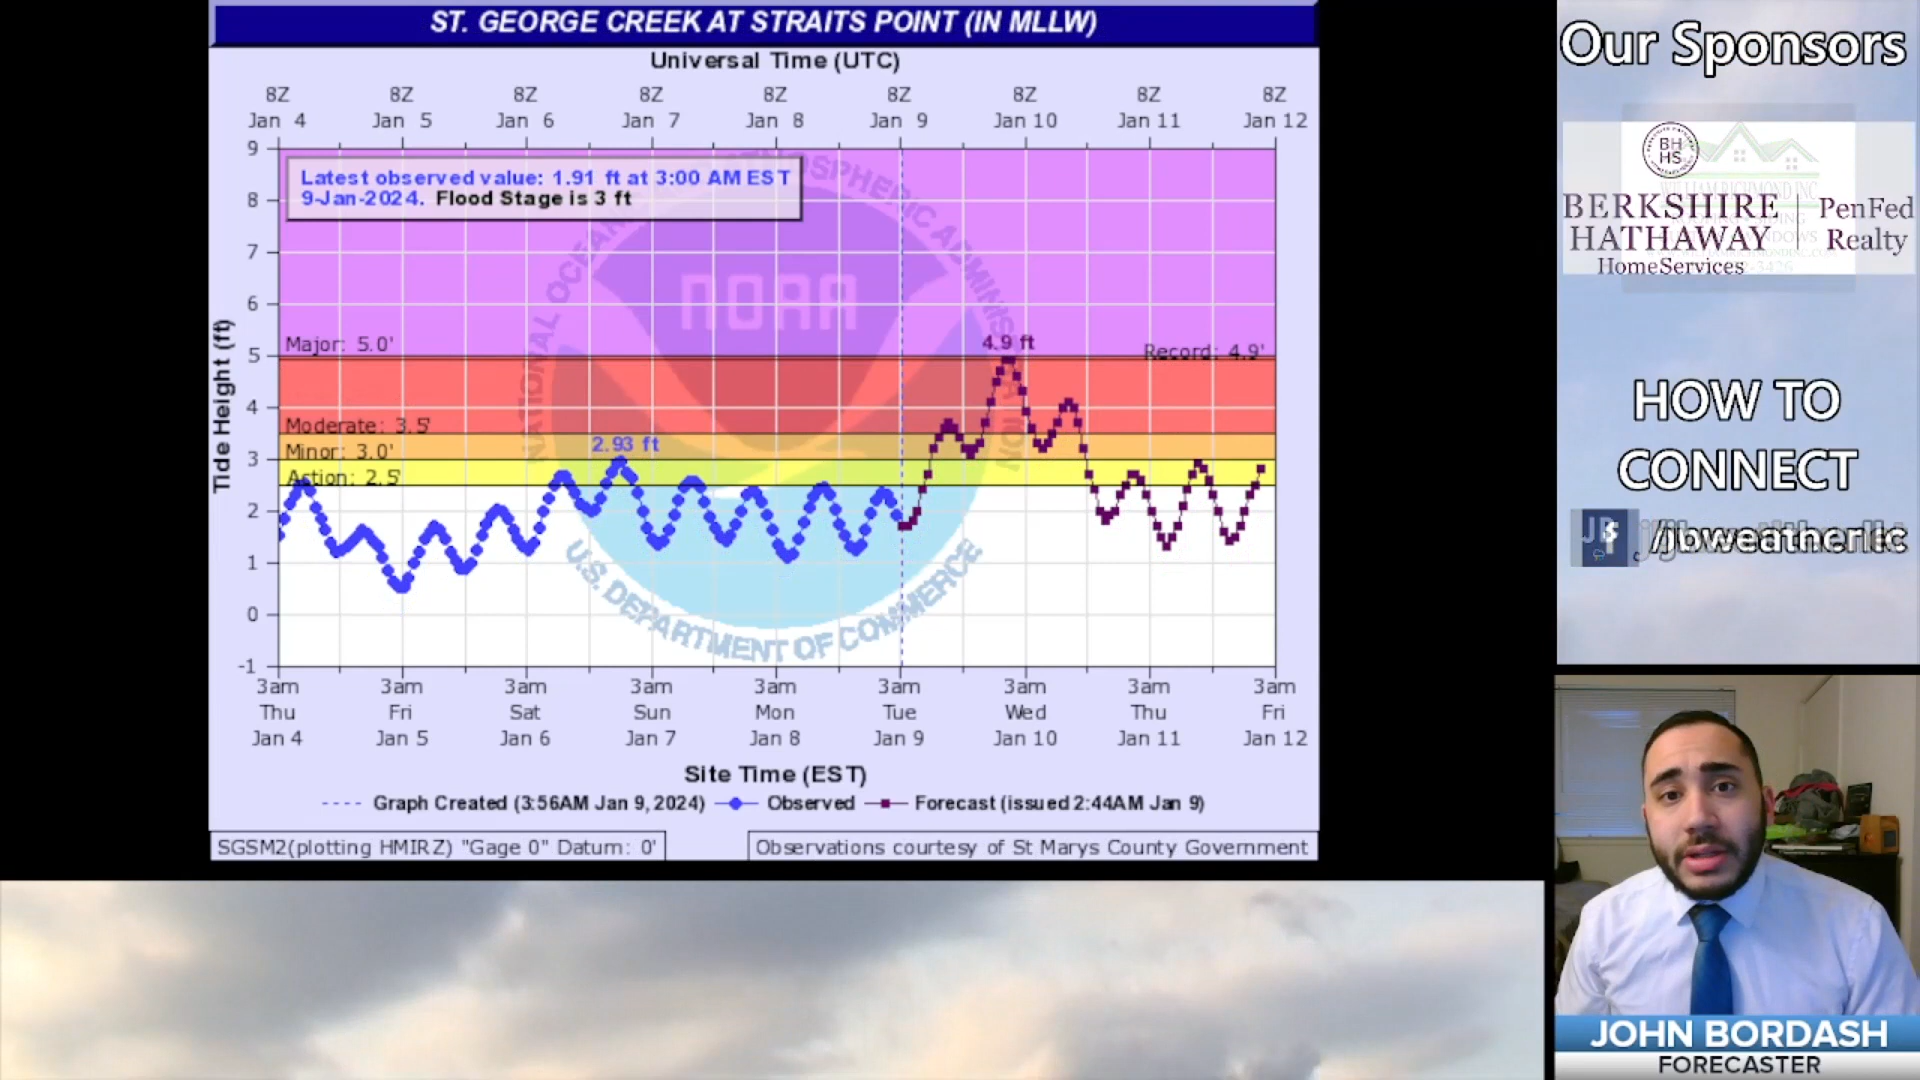 ST. GEORGE CREEK AT STRAITS POINT (IN MLLW)
Universal Time (UTC)
8Z 8Z 8Z 8Z 8Z 8Z 8Z 8Z 8Z
Jan 4 Jan 5 Jan 6 Jan 7 Jan 8 Jan 9 Jan 10 Jan 11 Jan 12
Latest observed value: 1.91 ft at 3:00 AM EST
9-Jan-2024. Flood Stage is 3 ft
Tide Height (ft)
9
8
7
6
5
4
3
2
1
0
-1
Major: 5.0'
Record: 4.9'
4.9 ft
Moderate: 3.5'
Minor: 3.0'
2.93 ft
Action: 2.5'
NOAA
U.S. DEPARTMENT OF COMMERCE
3am 3am 3am 3am 3am 3am 3am 3am 3am
Thu Fri Sat Sun Mon Tue Wed Thu Fri
Jan 4 Jan 5 Jan 6 Jan 7 Jan 8 Jan 9 Jan 10 Jan 11 Jan 12
Site Time (EST)
Graph Created (3:56AM Jan 9, 2024) Observed Forecast (issued 2:44AM Jan 9)
SGSM2(plotting HMIRZ) "Gage 0" Datum: 0'
Observations courtesy of St Marys County Government
Our Sponsors
BH
HS
BERKSHIRE
HATHAWAY
HomeServices
PenFed
Realty
HOW TO
CONNECT
JOHN BORDASH
FORECASTER